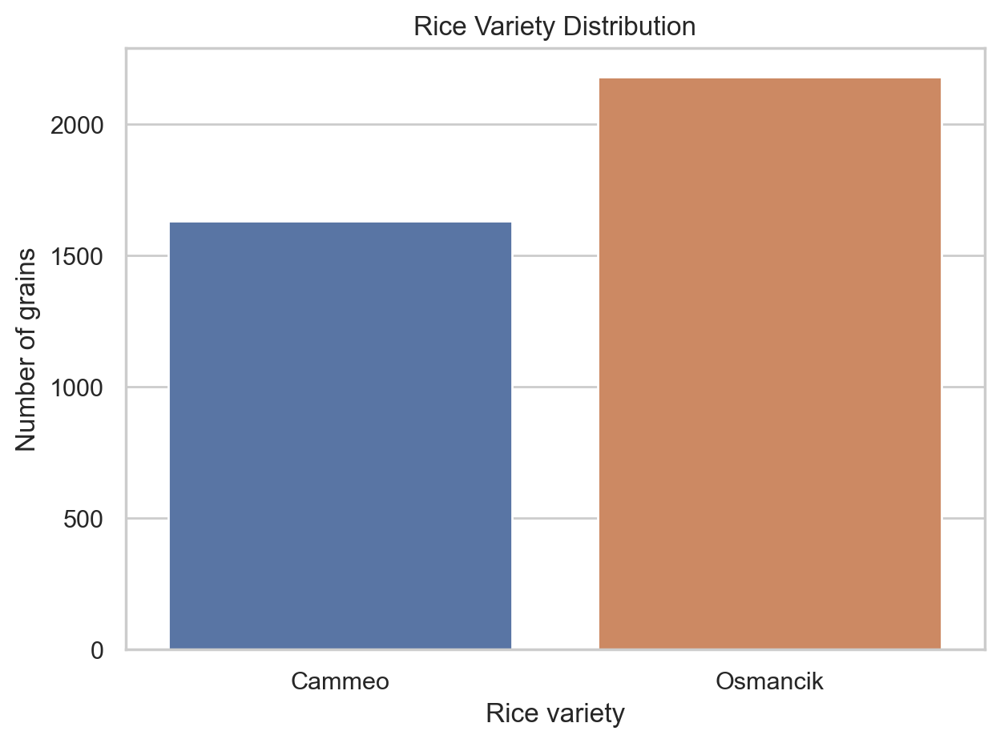 Rice Variety Distribution
Number of grains
2000
1500
1000
500
0
Cammeo
Osmancik
Rice variety